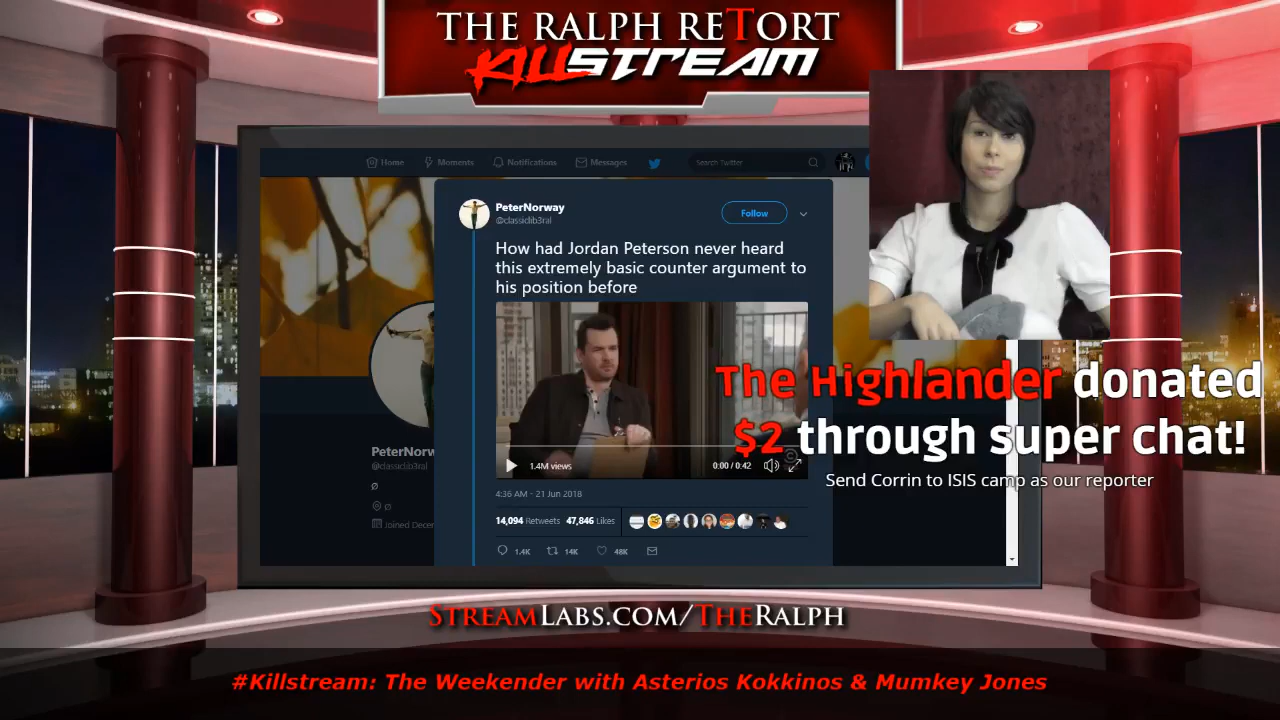 THE RALPH RETORT
KILLSTREAM
Home Moments Notifications Messages Search Twitter
PeterNorway
@classiclib3ral
Follow
How had Jordan Peterson never heard
this extremely basic counter argument to
his position before
1.4M views 0:00 / 0:42
4:36 AM - 21 Jun 2018
14,094 Retweets 47,846 Likes
1.4K 14K 48K
PeterNorw
@classiclib3ral
Ø
Ø
Joined Decer
The Highlander donated
$2 through super chat!
Send Corrin to ISIS camp as our reporter
STREAMLABS.COM/THERALPH
#Killstream: The Weekender with Asterios Kokkinos & Mumkey Jones